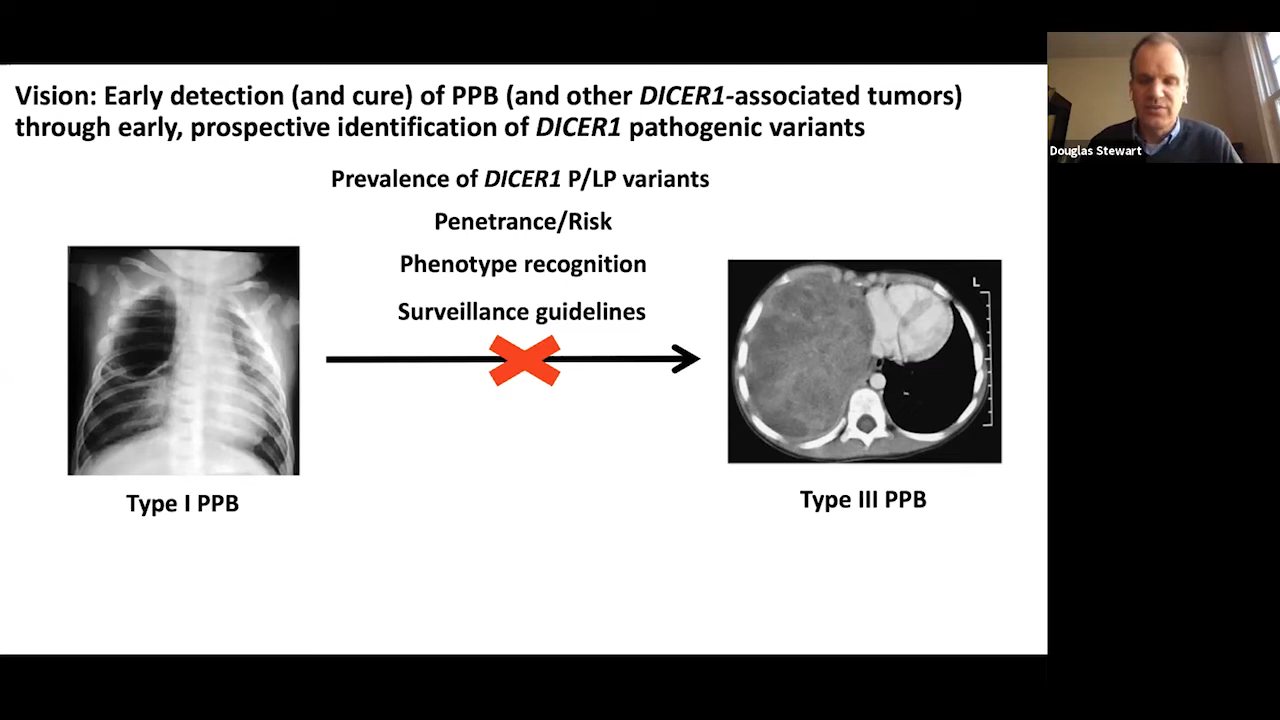 Vision: Early detection (and cure) of PPB (and other DICER1-associated tumors)
through early, prospective identification of DICER1 pathogenic variants
Douglas Stewart
Prevalence of DICER1 P/LP variants
Penetrance/Risk
Phenotype recognition
Surveillance guidelines
L
Type I PPB
Type III PPB